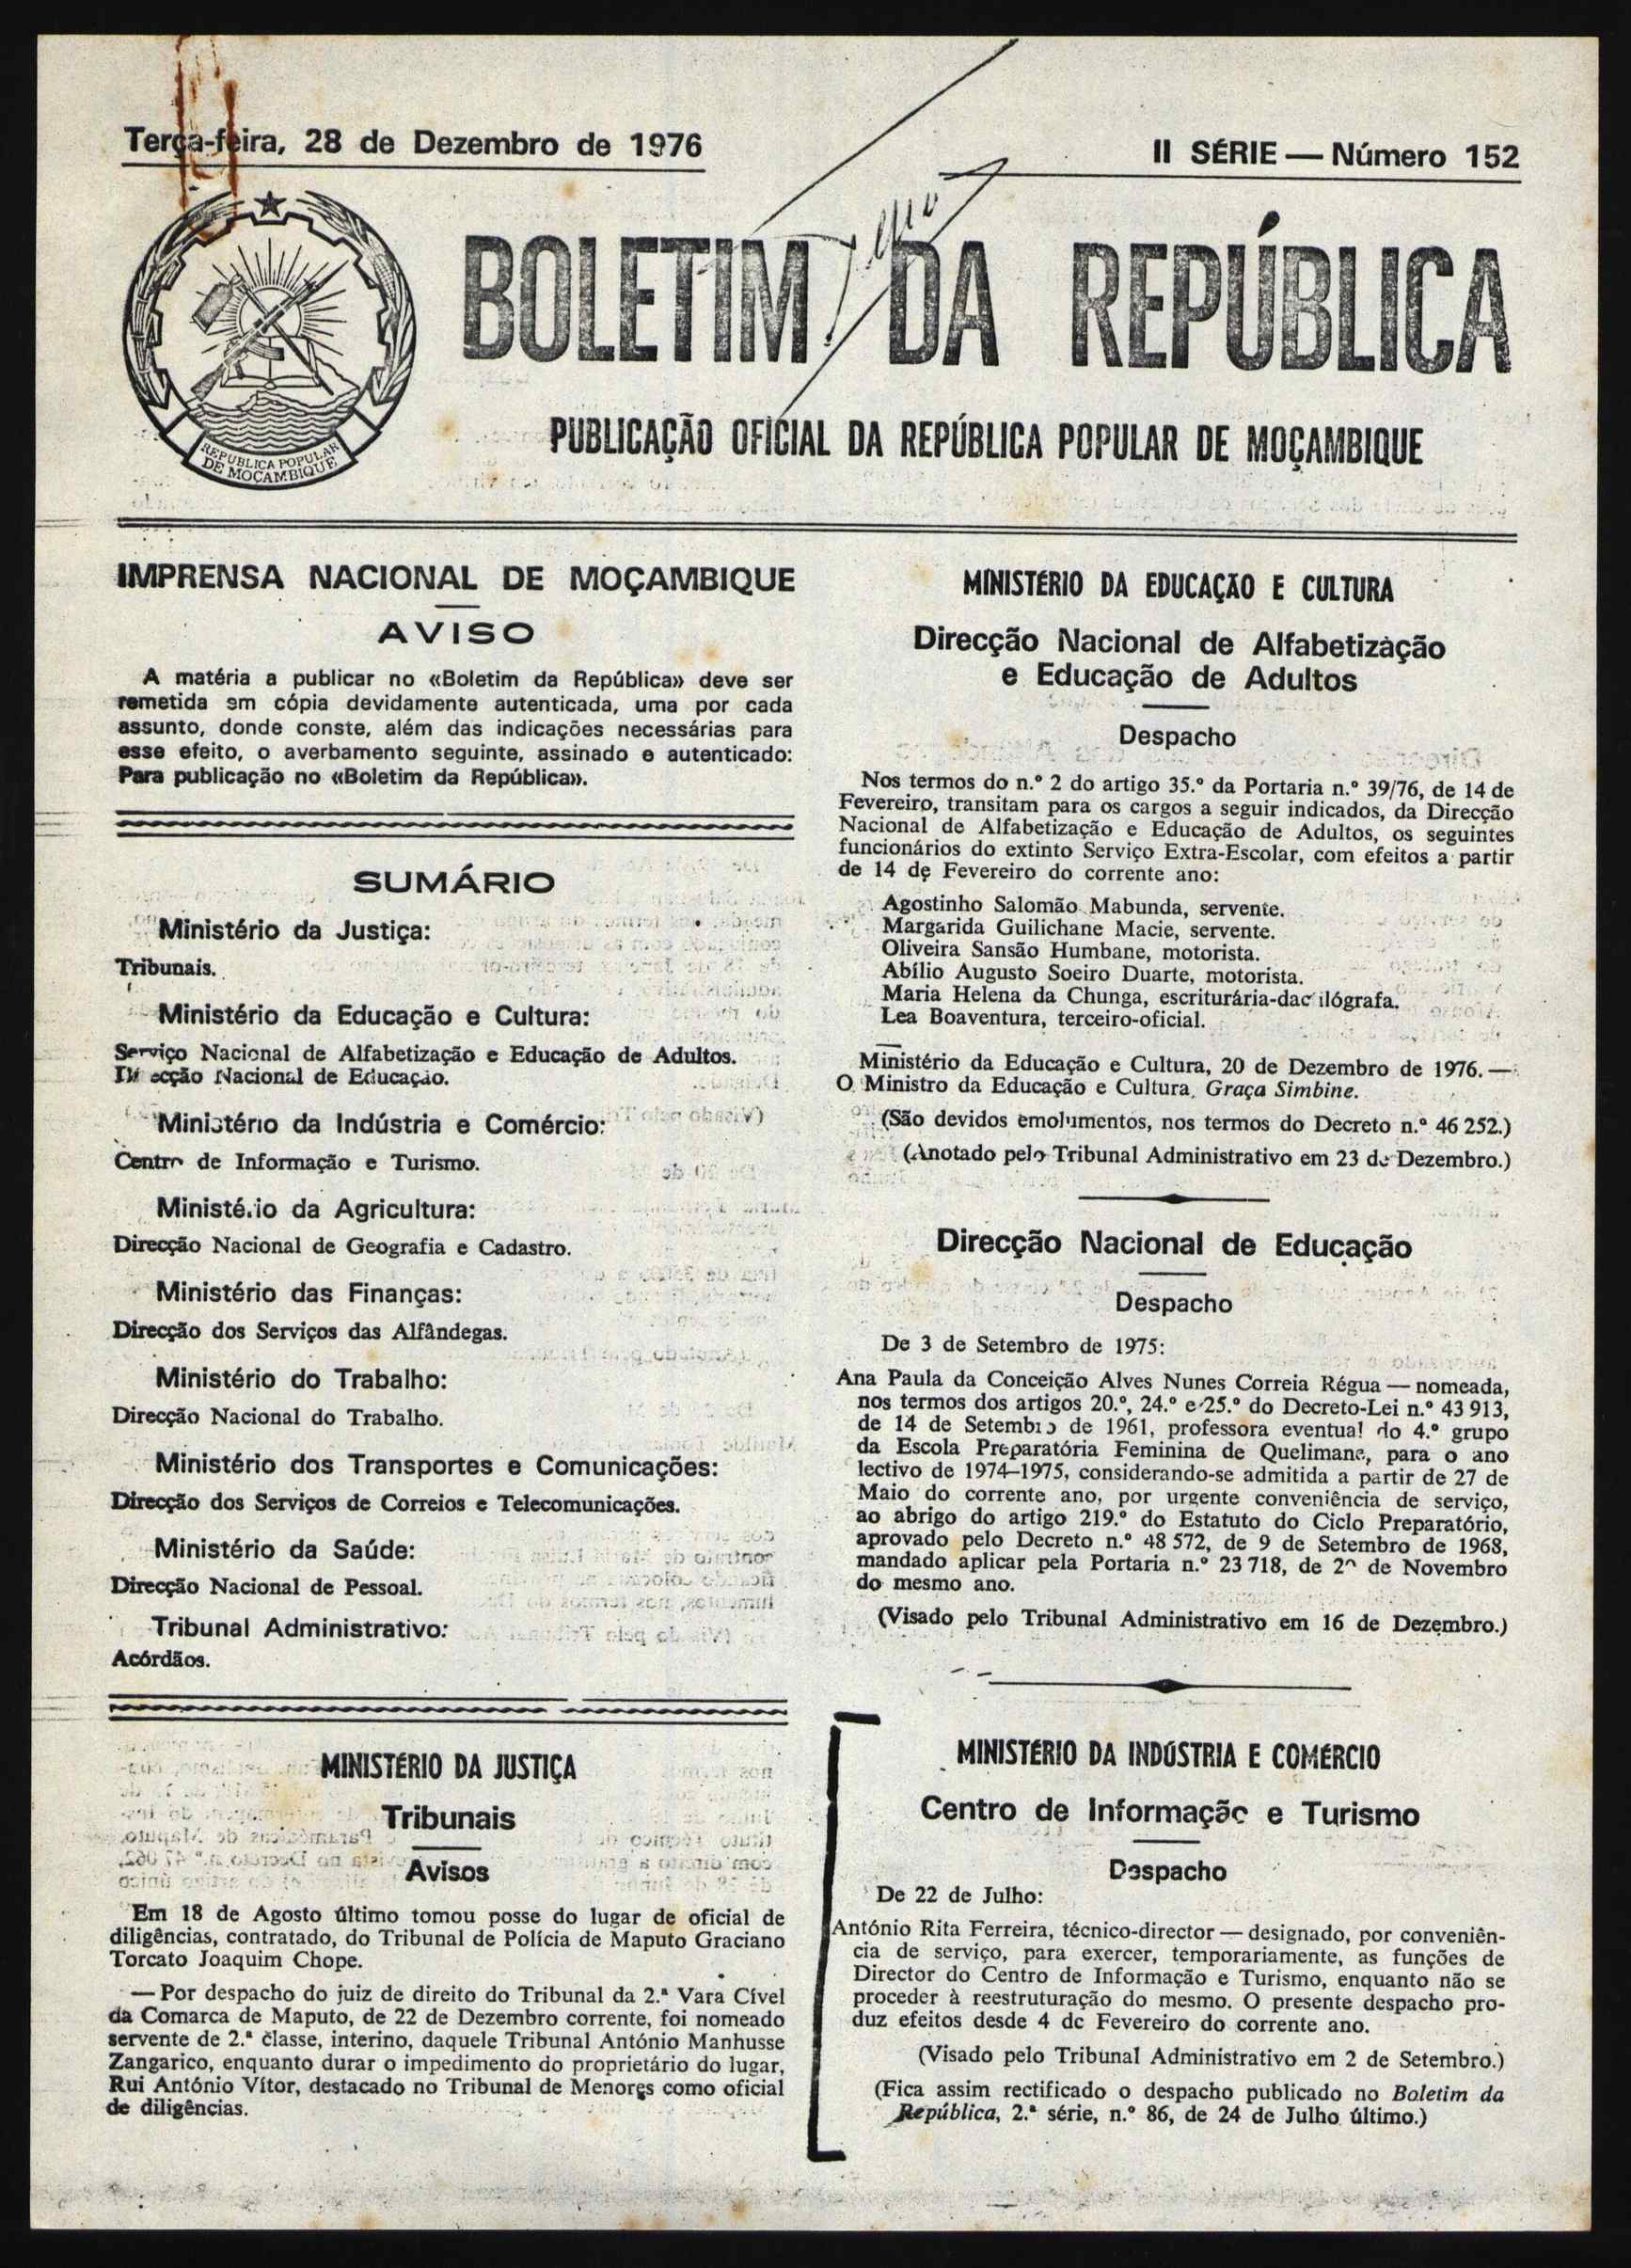 Terça-feira, 28 de Dezembro de 1976
II SÉRIE — Número 152
BOLETIM DA REPÚBLICA
PUBLICAÇÃO OFICIAL DA REPÚBLICA POPULAR DE MOÇAMBIQUE
REPUBLICA POPULAR
DE MOÇAMBIQUE
IMPRENSA NACIONAL DE MOÇAMBIQUE
AVISO
A matéria a publicar no «Boletim da República» deve ser
remetida em cópia devidamente autenticada, uma por cada
assunto, donde conste, além das indicações necessárias para
esse efeito, o averbamento seguinte, assinado e autenticado:
Para publicação no «Boletim da República».
SUMÁRIO
Ministério da Justiça:
Tribunais.
Ministério da Educação e Cultura:
Serviço Nacional de Alfabetização e Educação de Adultos.
Direcção Nacional de Educação.
Ministério da Indústria e Comércio:
Centro de Informação e Turismo.
Ministério da Agricultura:
Direcção Nacional de Geografia e Cadastro.
Ministério das Finanças:
Direcção dos Serviços das Alfândegas.
Ministério do Trabalho:
Direcção Nacional do Trabalho.
Ministério dos Transportes e Comunicações:
Direcção dos Serviços de Correios e Telecomunicações.
Ministério da Saúde:
Direcção Nacional de Pessoal.
Tribunal Administrativo:
Acórdãos.
MINISTÉRIO DA JUSTIÇA
Tribunais
Avisos
Em 18 de Agosto último tomou posse do lugar de oficial de
diligências, contratado, do Tribunal de Polícia de Maputo Graciano
Torcato Joaquim Chope.
— Por despacho do juiz de direito do Tribunal da 2.ª Vara Cível
da Comarca de Maputo, de 22 de Dezembro corrente, foi nomeado
servente de 2.ª classe, interino, daquele Tribunal António Manhusse
Zangarico, enquanto durar o impedimento do proprietário do lugar,
Rui António Vítor, destacado no Tribunal de Menores como oficial
de diligências.
MINISTÉRIO DA EDUCAÇÃO E CULTURA
Direcção Nacional de Alfabetização
e Educação de Adultos
Despacho
Nos termos do n.º 2 do artigo 35.º da Portaria n.º 39/76, de 14 de
Fevereiro, transitam para os cargos a seguir indicados, da Direcção
Nacional de Alfabetização e Educação de Adultos, os seguintes
funcionários do extinto Serviço Extra-Escolar, com efeitos a partir
de 14 de Fevereiro do corrente ano:
Agostinho Salomão Mabunda, servente.
Margarida Guilichane Macie, servente.
Oliveira Sansão Humbane, motorista.
Abílio Augusto Soeiro Duarte, motorista.
Maria Helena da Chunga, escriturária-dactilógrafa.
Lea Boaventura, terceiro-oficial.
Ministério da Educação e Cultura, 20 de Dezembro de 1976. —
O Ministro da Educação e Cultura, Graça Simbine.
(São devidos emolumentos, nos termos do Decreto n.º 46 252.)
(Anotado pelo Tribunal Administrativo em 23 de Dezembro.)
Direcção Nacional de Educação
Despacho
De 3 de Setembro de 1975:
Ana Paula da Conceição Alves Nunes Correia Régua — nomeada,
nos termos dos artigos 20.º, 24.º e 25.º do Decreto-Lei n.º 43 913,
de 14 de Setembro de 1961, professora eventual do 4.º grupo
da Escola Preparatória Feminina de Quelimane, para o ano
lectivo de 1974-1975, considerando-se admitida a partir de 27 de
Maio do corrente ano, por urgente conveniência de serviço,
ao abrigo do artigo 219.º do Estatuto do Ciclo Preparatório,
aprovado pelo Decreto n.º 48 572, de 9 de Setembro de 1968,
mandado aplicar pela Portaria n.º 23 718, de de Novembro
do mesmo ano.
(Visado pelo Tribunal Administrativo em 16 de Dezembro.)
MINISTÉRIO DA INDÚSTRIA E COMÉRCIO
Centro de Informação e Turismo
Despacho
De 22 de Julho:
António Rita Ferreira, técnico-director — designado, por conveniên-
cia de serviço, para exercer, temporariamente, as funções de
Director do Centro de Informação e Turismo, enquanto não se
proceder à reestruturação do mesmo. O presente despacho pro-
duz efeitos desde 4 de Fevereiro do corrente ano.
(Visado pelo Tribunal Administrativo em 2 de Setembro.)
(Fica assim rectificado o despacho publicado no Boletim da
República, 2.ª série, n.º 86, de 24 de Julho último.)